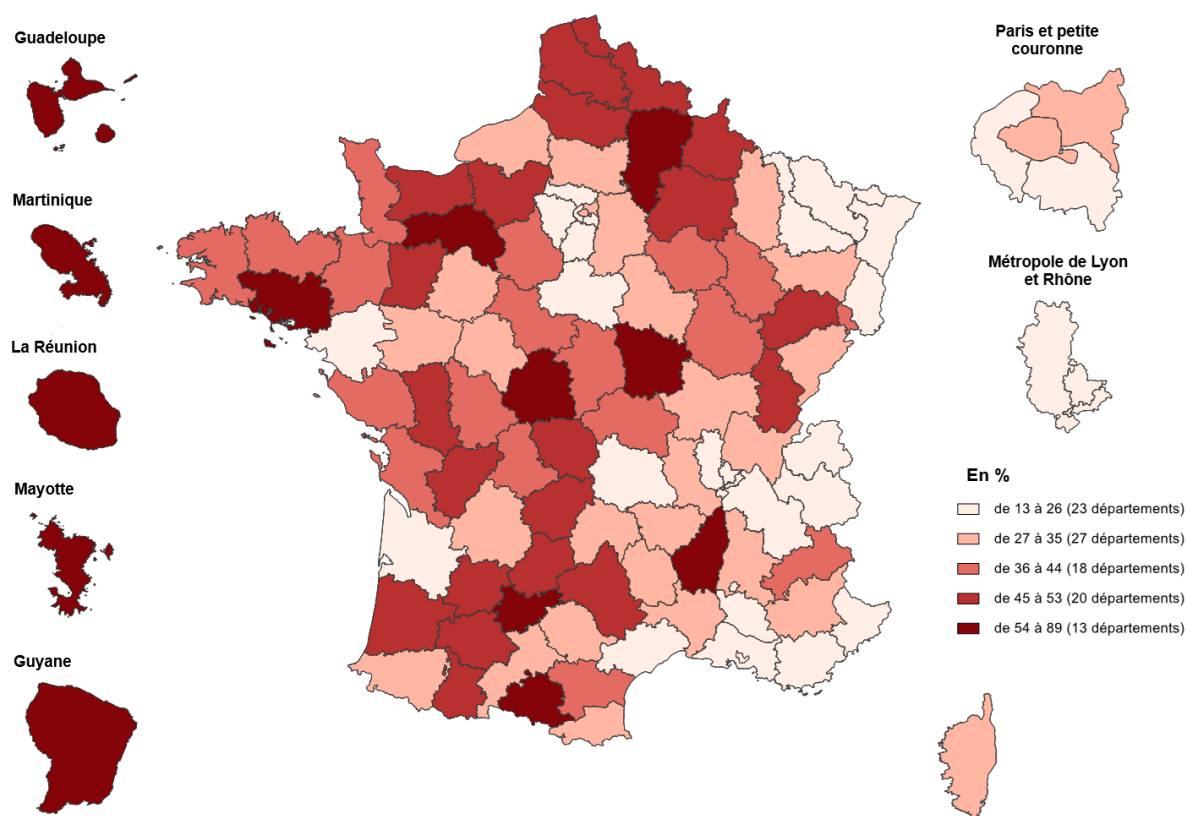 Guadeloupe
Martinique
La Réunion
Mayotte
Guyane
Paris et petite
couronne
Métropole de Lyon
et Rhône
En %
de 13 à 26 (23 départements)
de 27 à 35 (27 départements)
de 36 à 44 (18 départements)
de 45 à 53 (20 départements)
de 54 à 89 (13 départements)